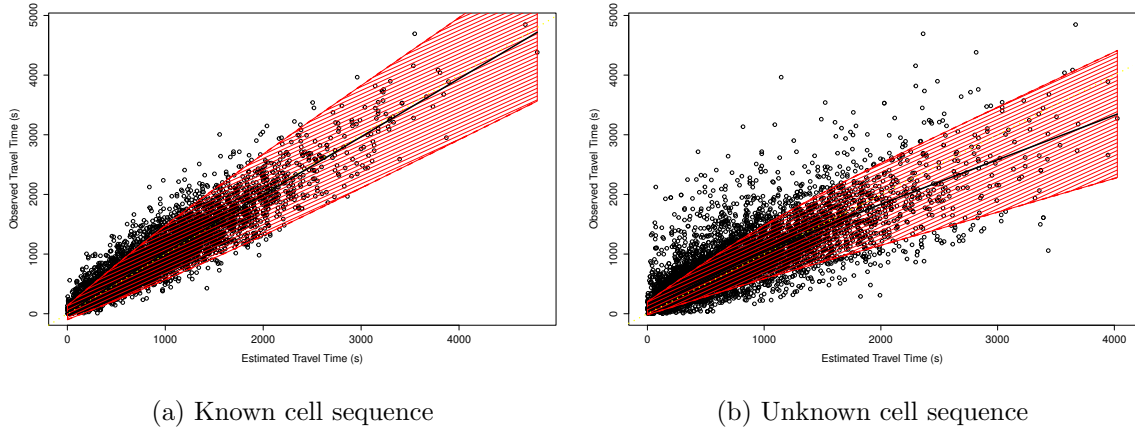 5000
4000
3000
2000
1000
0
Observed Travel Time (s)
0 1000 2000 3000 4000
Estimated Travel Time (s)
(a) Known cell sequence
5000
4000
3000
2000
1000
0
Observed Travel Time (s)
0 1000 2000 3000 4000
Estimated Travel Time (s)
(b) Unknown cell sequence